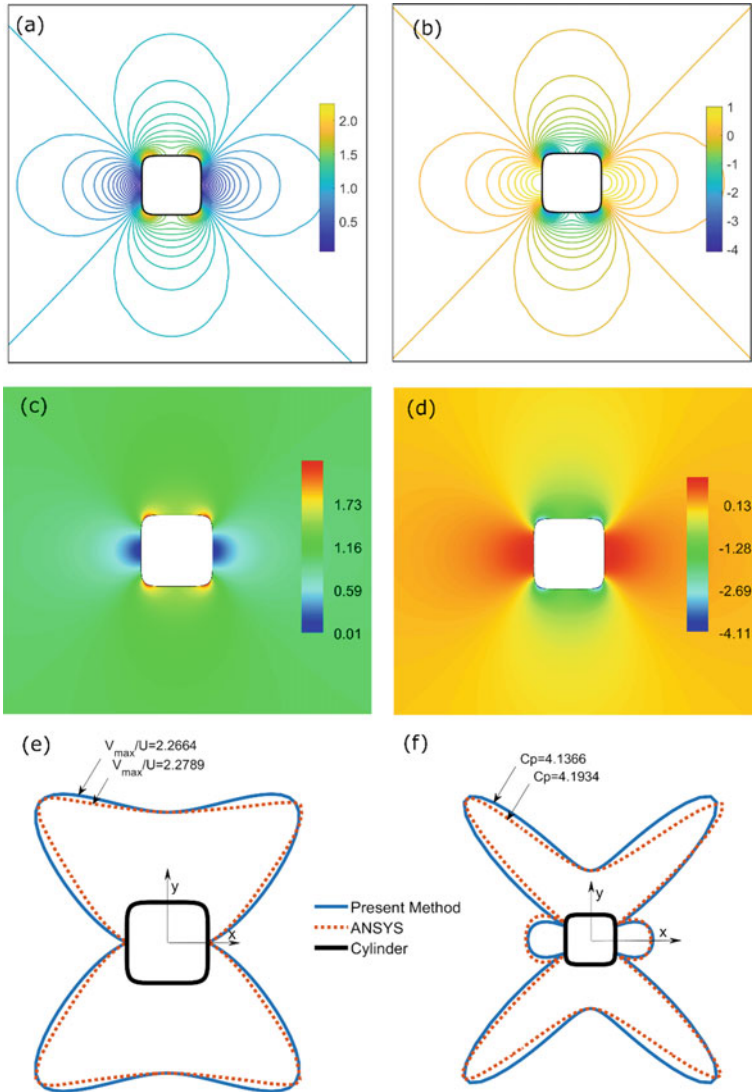 (a)
2.0
1.5
1.0
0.5
(b)
1
0
-1
-2
-3
-4
(c)
1.73
1.16
0.59
0.01
(d)
0.13
-1.28
-2.69
-4.11
(e)
Vmax/U=2.2664
Vmax/U=2.2789
y
x
Present Method
ANSYS
Cylinder
(f)
Cp=4.1366
Cp=4.1934
y
x